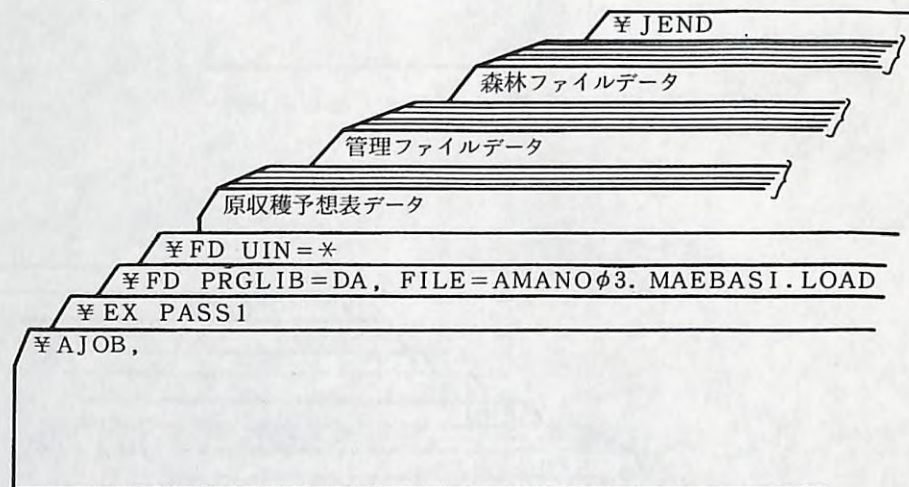 ¥ JEND
森林ファイルデータ
管理ファイルデータ
原収穫予想表データ
¥FD UIN=*
¥FD PRGLIB=DA, FILE=AMANOφ3. MAEBASI.LOAD
¥EX PASS1
¥AJOB,